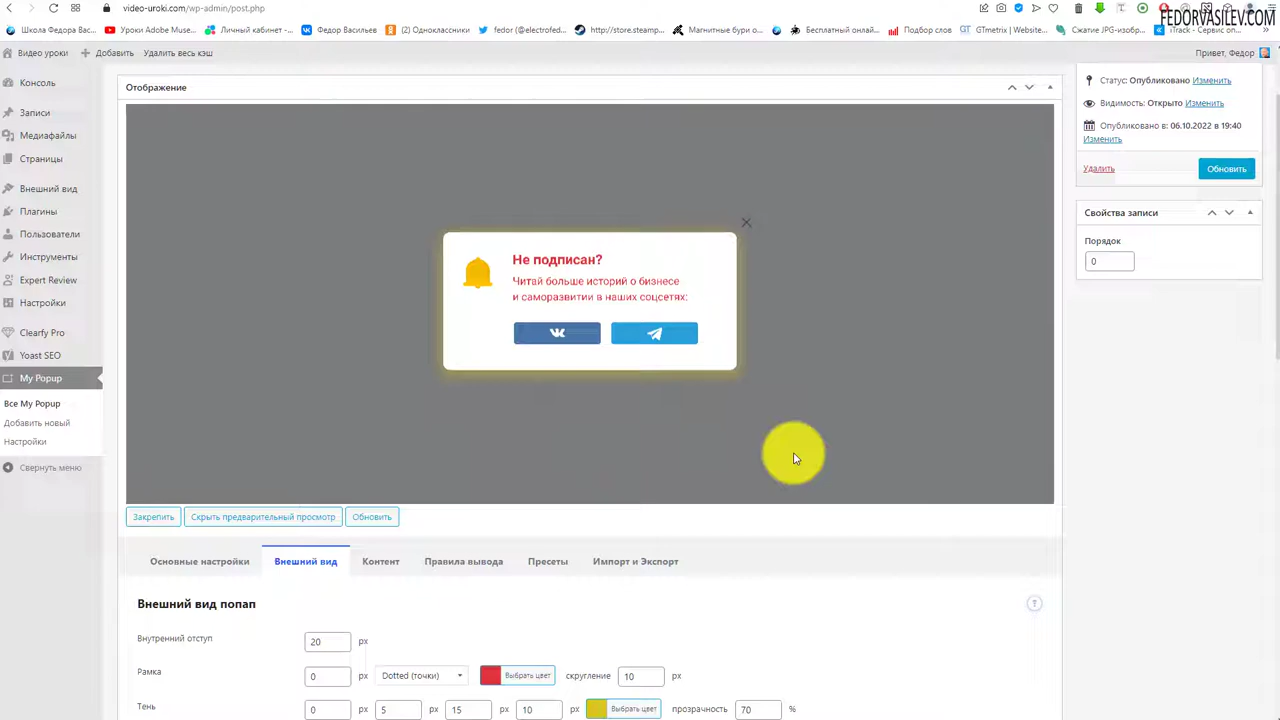 video-uroki.com/wp-admin/post.php
FEDORVASILEV.COM
Школа Федора Вас...
Уроки Adobe Muse...
Личный кабинет -...
Федор Васильев
(2) Одноклассники
fedor (@electrofed...
http://store.steamp...
Магнитные бури о...
Бесплатный онлай...
Подбор слов
GTmetrix | Website...
Сжатие JPG-изобр...
iTrack - Сервис оп...
Видео уроки
Добавить
Удалить весь кэш
Привет, Федор
Консоль
Записи
Медиафайлы
Страницы
Внешний вид
Плагины
Пользователи
Инструменты
Expert Review
Настройки
Clearfy Pro
Yoast SEO
My Popup
Все My Popup
Добавить новый
Настройки
Свернуть меню
Отображение
Не подписан?
Читай больше историй о бизнесе
и саморазвитии в наших соцсетях:
Закрепить
Скрыть предварительный просмотр
Обновить
Основные настройки
Внешний вид
Контент
Правила вывода
Пресеты
Импорт и Экспорт
Внешний вид попап
?
Внутренний отступ 20 px
Рамка 0 px Dotted (точки) Выбрать цвет скругление 10 px
Тень 0 px 5 px 15 px 10 px Выбрать цвет прозрачность 70 %
Статус: Опубликовано Изменить
Видимость: Открыто Изменить
Опубликовано в: 06.10.2022 в 19:40
Изменить
Удалить
Обновить
Свойства записи
Порядок
0